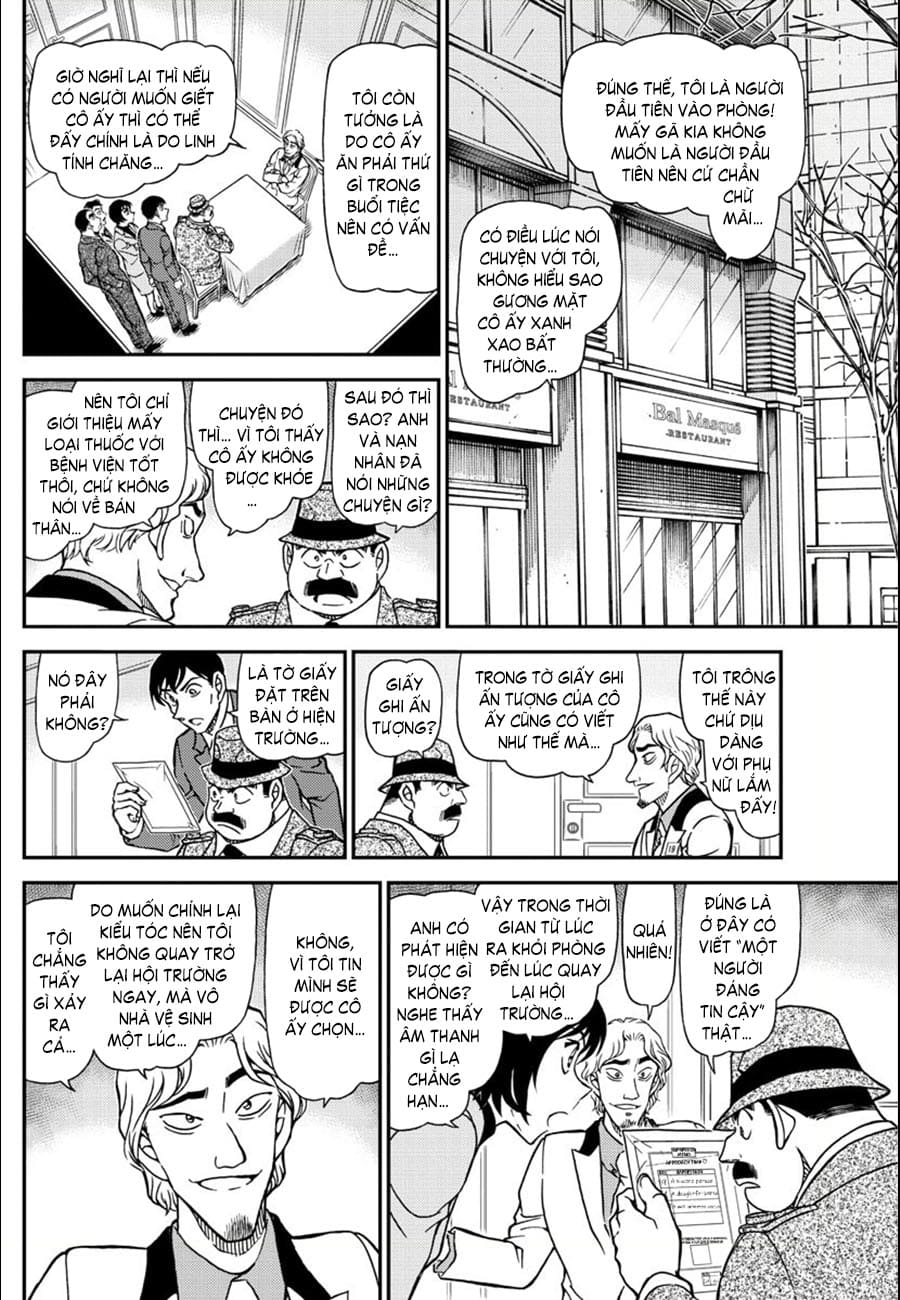 ĐÚNG THẾ, TÔI LÀ NGƯỜI
ĐẦU TIÊN VÀO PHÒNG!
MẤY GÃ KIA KHÔNG
MUỐN LÀ NGƯỜI ĐẦU
TIÊN NÊN CỨ CHẦN
CHỪ
MÃI...
CÓ ĐIỀU LÚC NÓI
CHUYỆN VỚI TÔI,
KHÔNG HIỂU SAO
GƯƠNG MẶT
CÔ ẤY XANH
XAO BẤT
THƯỜNG...
Bal Masqué
RESTAURANT
RESTAURANT
TÔI CÒN
TƯỞNG LÀ
DO CÔ ẤY
ĂN PHẢI THỨ
GÌ TRONG
BUỔI TIỆC
NÊN CÓ VẤN
ĐỀ...
GIỜ NGHĨ LẠI THÌ NẾU
CÓ NGƯỜI MUỐN GIẾT
CÔ ẤY THÌ CÓ THỂ
ĐẤY CHÍNH LÀ DO LINH
TÍNH CHĂNG...
SAU ĐÓ THÌ
SAO? ANH
VÀ NẠN
NHÂN ĐÃ
NÓI NHỮNG
CHUYỆN GÌ?
CHUYỆN ĐÓ
THÌ... VÌ TÔI THẤY
CÔ ẤY KHÔNG
ĐƯỢC KHỎE
...
NÊN TÔI CHỈ
GIỚI THIỆU MẤY
LOẠI THUỐC VỚI
BỆNH VIỆN TỐT
THÔI, CHỨ KHÔNG
NÓI VỀ BẢN
THÂN...
TÔI TRÔNG
THẾ NÀY
CHỨ DỊU
DÀNG
VỚI PHỤ
NỮ LẮM
ĐẤY!
TRONG TỜ GIẤY GHI
ẤN TƯỢNG CỦA CÔ
ẤY CŨNG CÓ VIẾT
NHƯ THẾ MÀ...
GIẤY
GHI ẤN
TƯỢNG?
LÀ TỜ GIẤY
ĐẶT TRÊN
BÀN Ở HIỆN
TRƯỜNG...
NÓ ĐÂY
PHẢI
KHÔNG?
ĐÚNG LÀ
Ở ĐÂY CÓ
VIẾT "MỘT
NGƯỜI
ĐÁNG
TIN CẬY"
THẬT...
QUẢ
NHIÊN!
VẬY TRONG THỜI
GIAN TỪ LÚC
RA KHỎI PHÒNG
ĐẾN LÚC QUAY
LẠI HỘI
TRƯỜNG...
ANH CÓ
PHÁT HIỆN
ĐƯỢC GÌ
KHÔNG?
NGHE THẤY
ÂM THANH
GÌ LẠ
CHẲNG
HẠN...
KHÔNG,
VÌ TÔI TIN
MÌNH SẼ
ĐƯỢC CÔ
ẤY CHỌN...
DO MUỐN CHỈNH LẠI
KIỂU TÓC NÊN TÔI
KHÔNG QUAY TRỞ
LẠI HỘI TRƯỜNG
NGAY, MÀ VÔ
NHÀ VỆ SINH
MỘT LÚC...
TÔI
CHẲNG
THẤY
GÌ XẢY
RA
CẢ...